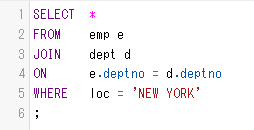 1 SELECT *
2 FROM emp e
3 JOIN dept d
4 ON e.deptno = d.deptno
5 WHERE loc = 'NEW YORK'
6 ;